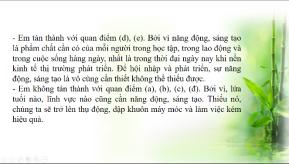 - Em tán thành với quan điểm (d), (e). Bởi vì năng động, sáng tạo
là phẩm chất cần có của mỗi người trong học tập, trong lao động và
trong cuộc sống hàng ngày, nhất là trong thời đại ngày nay khi nền
kinh tế thị trường phát triển. Để hội nhập và phát triển, sự năng
động, sáng tạo là vô cùng cần thiết không thể thiếu được.
- Em không tán thành với quan điểm (a), (b), (c), (đ). Bởi vì, lứa
tuổi nào, lĩnh vực nào cũng cần năng động, sáng tạo. Thiếu nó,
chúng ta sẽ trở lên thụ động, dập khuôn máy móc và làm việc kém
hiệu quả.